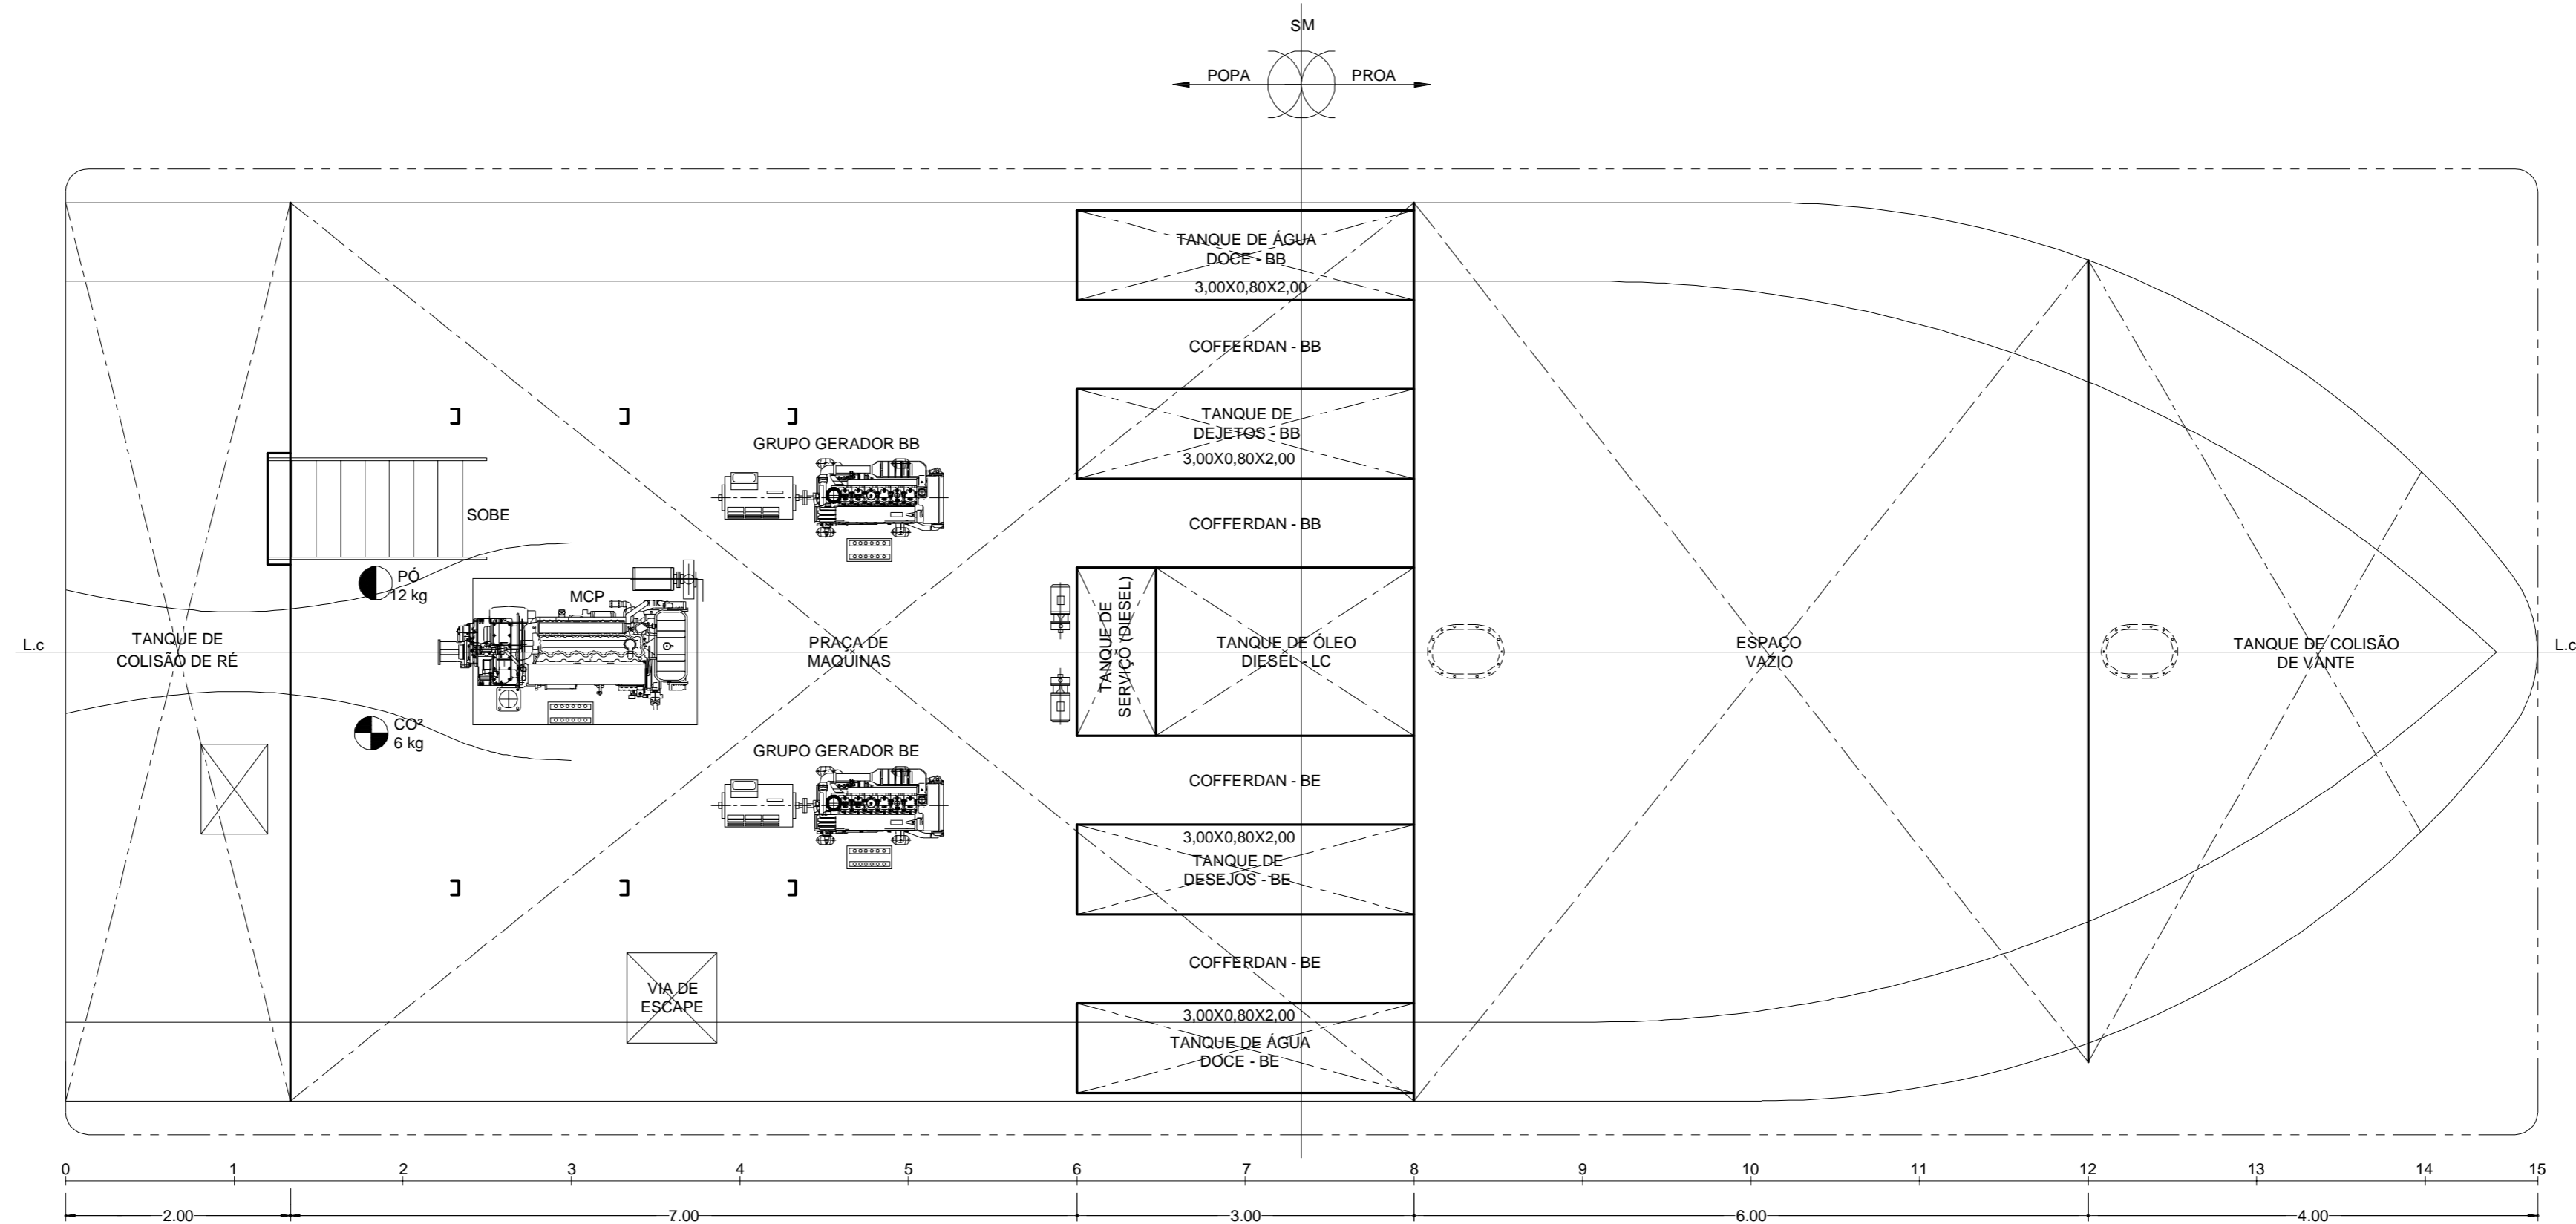 SM
POPA
PROA
TANQUE DE ÁGUA
DOCE - BB
3,00X0,80X2,00
COFFERDAN - BB
TANQUE DE
DEJETOS - BB
3,00X0,80X2,00
GRUPO GERADOR BB
SOBE
COFFERDAN - BB
PÓ
12 kg
MCP
TANQUE DE
SERVIÇO (DIESEL)
L.c
TANQUE DE
COLISÃO DE RÉ
PRAÇA DE
MAQUINAS
TANQUE DE ÓLEO
DIESEL - LC
ESPAÇO
VAZIO
TANQUE DE COLISÃO
DE VANTE
L.c
CO²
6 kg
GRUPO GERADOR BE
COFFERDAN - BE
3,00X0,80X2,00
TANQUE DE
DESEJOS - BE
COFFERDAN - BE
VIA DE
ESCAPE
3,00X0,80X2,00
TANQUE DE ÁGUA
DOCE - BE
0 1 2 3 4 5 6 7 8 9 10 11 12 13 14 15
2.00 7.00 3.00 6.00 4.00